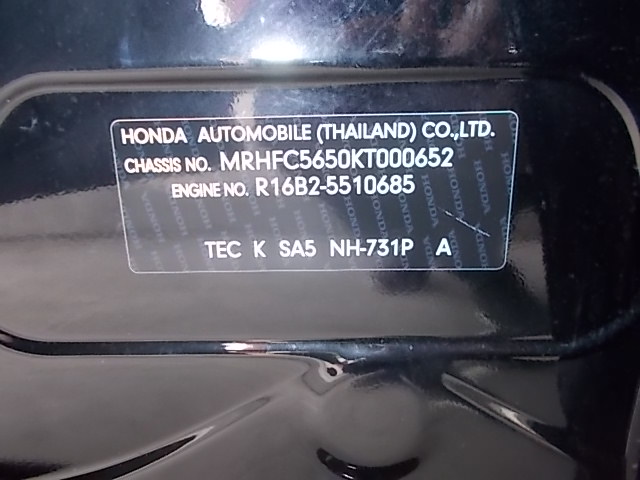 HONDA AUTOMOBILE (THAILAND) CO.,LTD.
CHASSIS NO. MRHFC5650KT000652
ENGINE NO. R16B2-5510685
TEC K SA5 NH-731P A